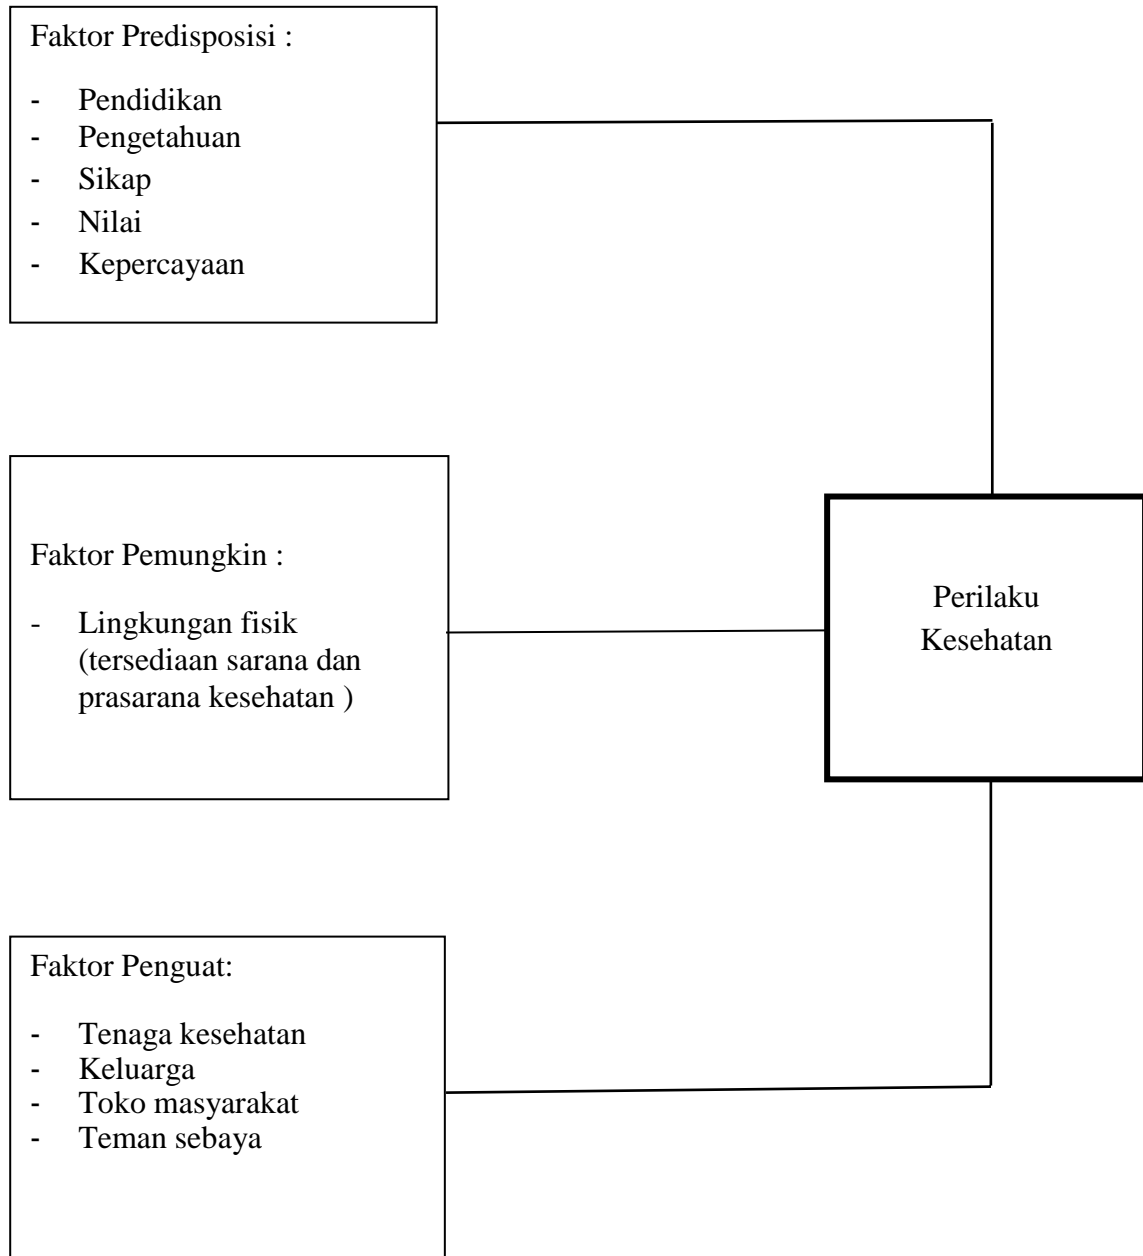 Faktor Predisposisi :
- Pendidikan
- Pengetahuan
- Sikap
- Nilai
- Kepercayaan
Faktor Pemungkin :
- Lingkungan fisik
(tersediaan sarana dan
prasarana kesehatan )
Perilaku
Kesehatan
Faktor Penguat:
- Tenaga kesehatan
- Keluarga
- Toko masyarakat
- Teman sebaya